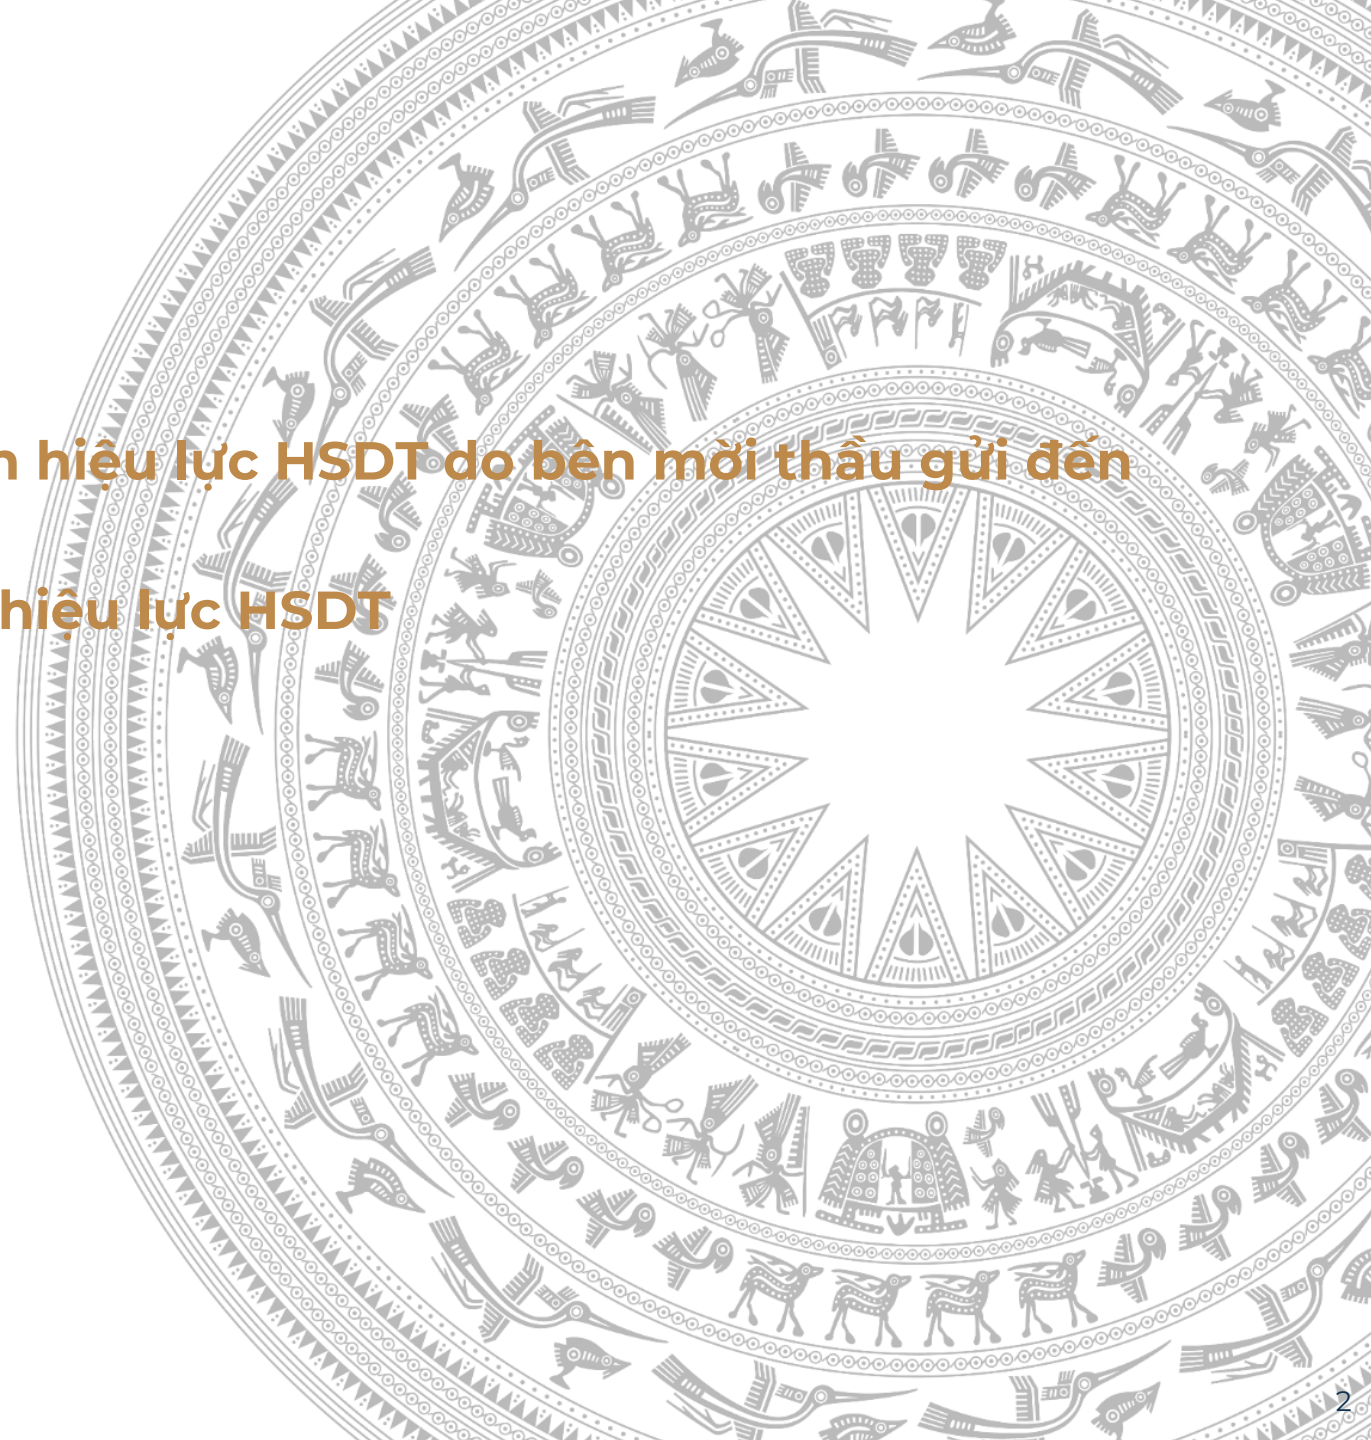 hiệu lực HSDT do bên mời thầu gửi đến
hiệu lực HSDT
2